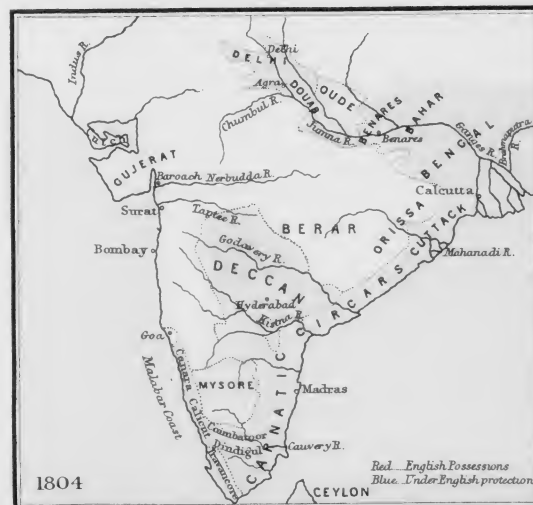 Indus R.
DELHI
Delhi
Agra
DOUAB
OUDE
Chumbul R.
Jumna R.
BENARES
Benares
BAHAR
Ganges R.
Brahmaputra R.
BENGAL
GUJERAT
Baroach
Nerbudda R.
Calcutta
Surat
Taptee R.
BERAR
ORISSA
CUTTACK
Mahanadi R.
Bombay
Godavery R.
DECCAN
Hyderabad
Kistna R.
CIRCARS
Goa
Malabar Coast
Canara
Calicut
MYSORE
Madras
CARNATIC
Coimbatoor
Dindigul
Cauvery R.
Travancore
CEYLON
1804
Red English Possessions
Blue Under English protection